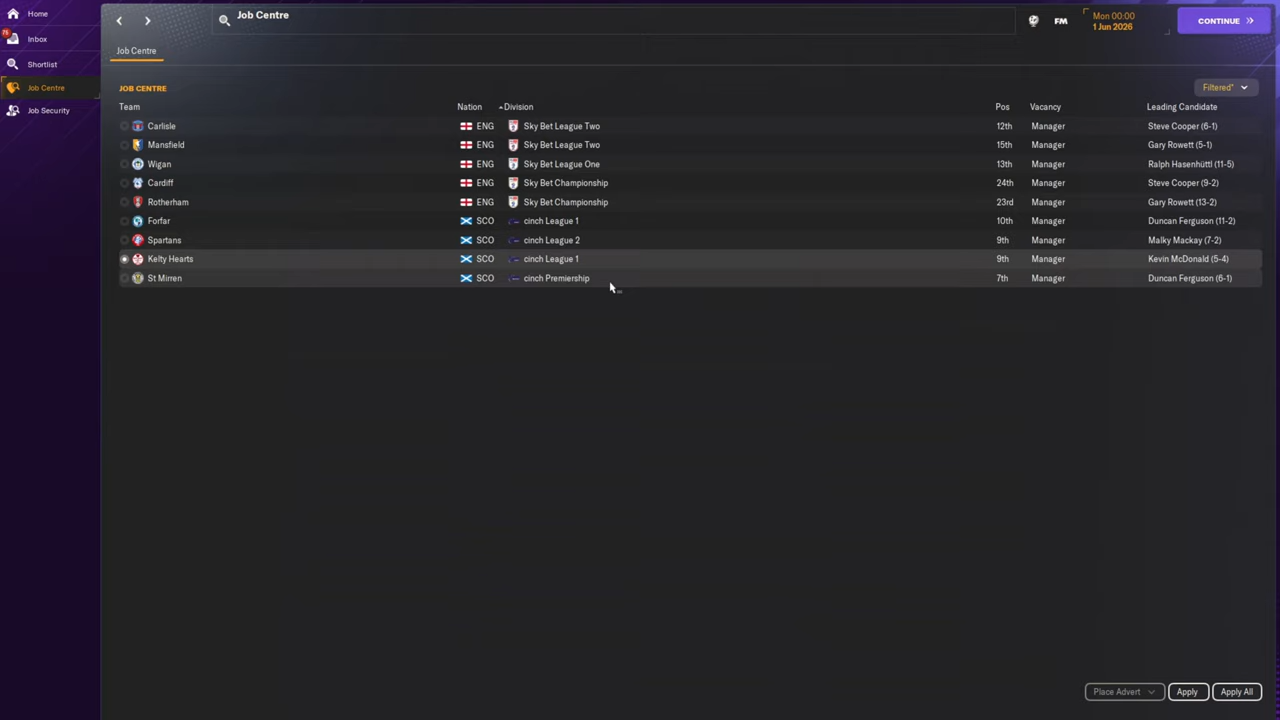 Home
Job Centre
Mon 00:00
1 Jun 2026
CONTINUE
FM
75
Inbox
Shortlist
Job Centre
Job Centre
Job Security
JOB CENTRE
Filtered*
Team Nation Division Pos Vacancy Leading Candidate
Carlisle ENG Sky Bet League Two 12th Manager Steve Cooper (6-1)
Mansfield ENG Sky Bet League Two 15th Manager Gary Rowett (5-1)
Wigan ENG Sky Bet League One 13th Manager Ralph Hasenhüttl (11-5)
Cardiff ENG Sky Bet Championship 24th Manager Steve Cooper (9-2)
Rotherham ENG Sky Bet Championship 23rd Manager Gary Rowett (13-2)
Forfar SCO cinch League 1 10th Manager Duncan Ferguson (11-2)
Spartans SCO cinch League 2 9th Manager Malky Mackay (7-2)
Kelty Hearts SCO cinch League 1 9th Manager Kevin McDonald (5-4)
St Mirren SCO cinch Premiership 7th Manager Duncan Ferguson (6-1)
Place Advert Apply Apply All